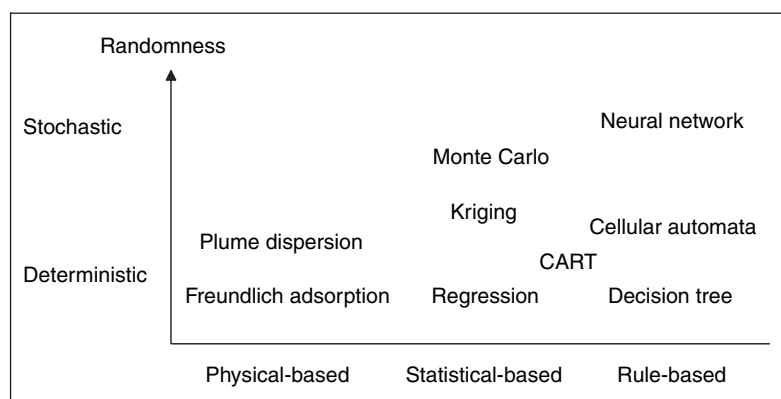 Randomness
Stochastic
Neural network
Monte Carlo
Kriging
Cellular automata
Plume dispersion
CART
Deterministic
Freundlich adsorption
Regression
Decision tree
Physical-based
Statistical-based
Rule-based